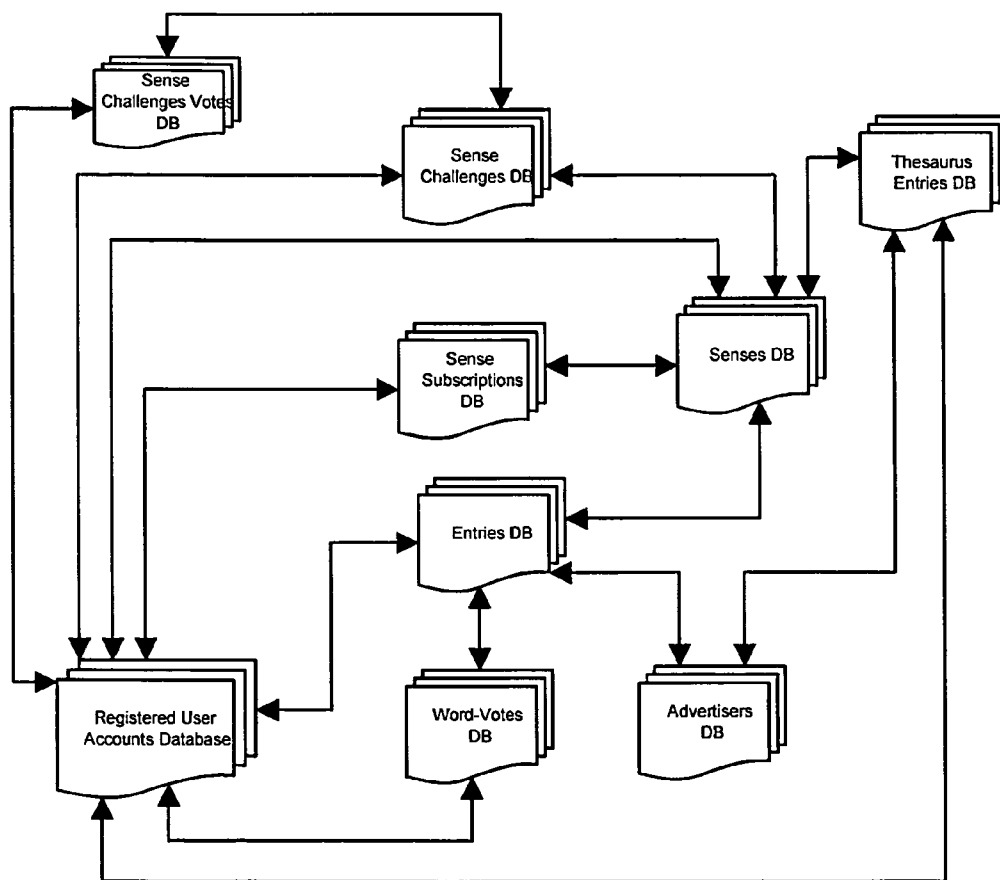 Sense
Challenges Votes
DB
Sense
Challenges DB
Thesaurus
Entries DB
Sense
Subscriptions
DB
Senses DB
Entries DB
Registered User
Accounts Database
Word-Votes
DB
Advertisers
DB